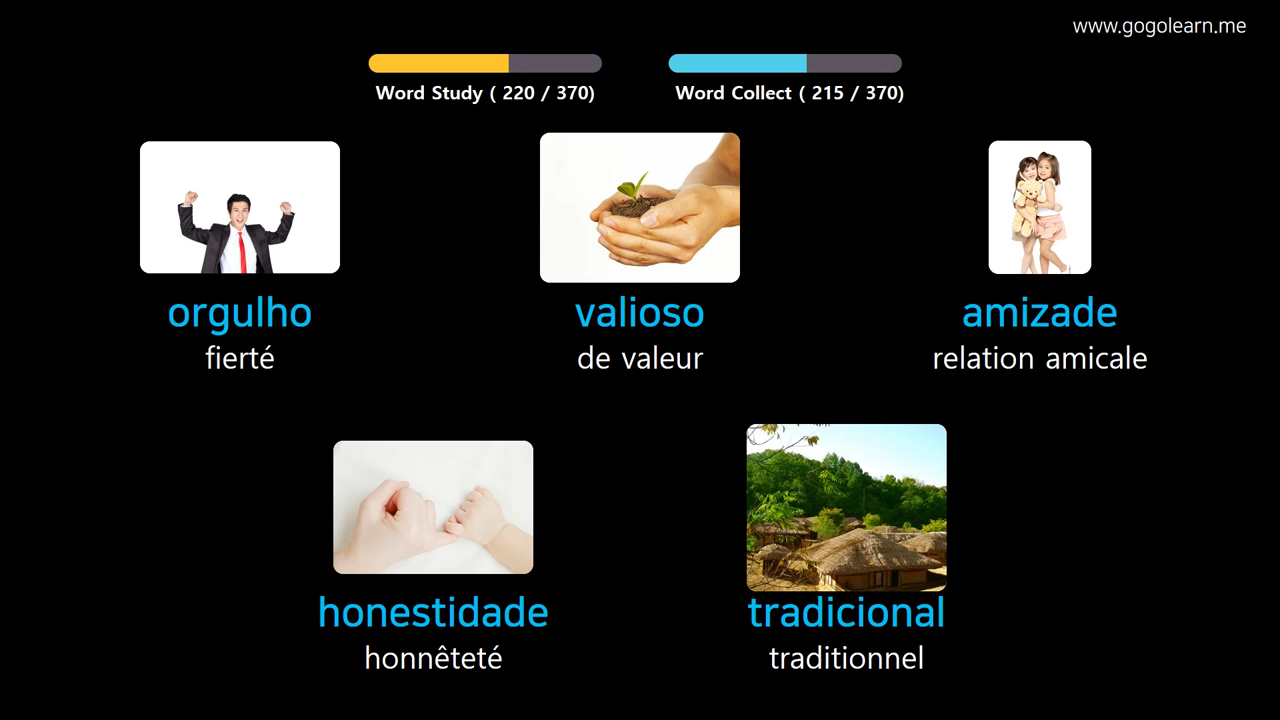 www.gogolearn.me
Word Study ( 220 / 370)
Word Collect ( 215 / 370)
orgulho
fierté
valioso
de valeur
amizade
relation amicale
honestidade
honnêteté
tradicional
traditionnel